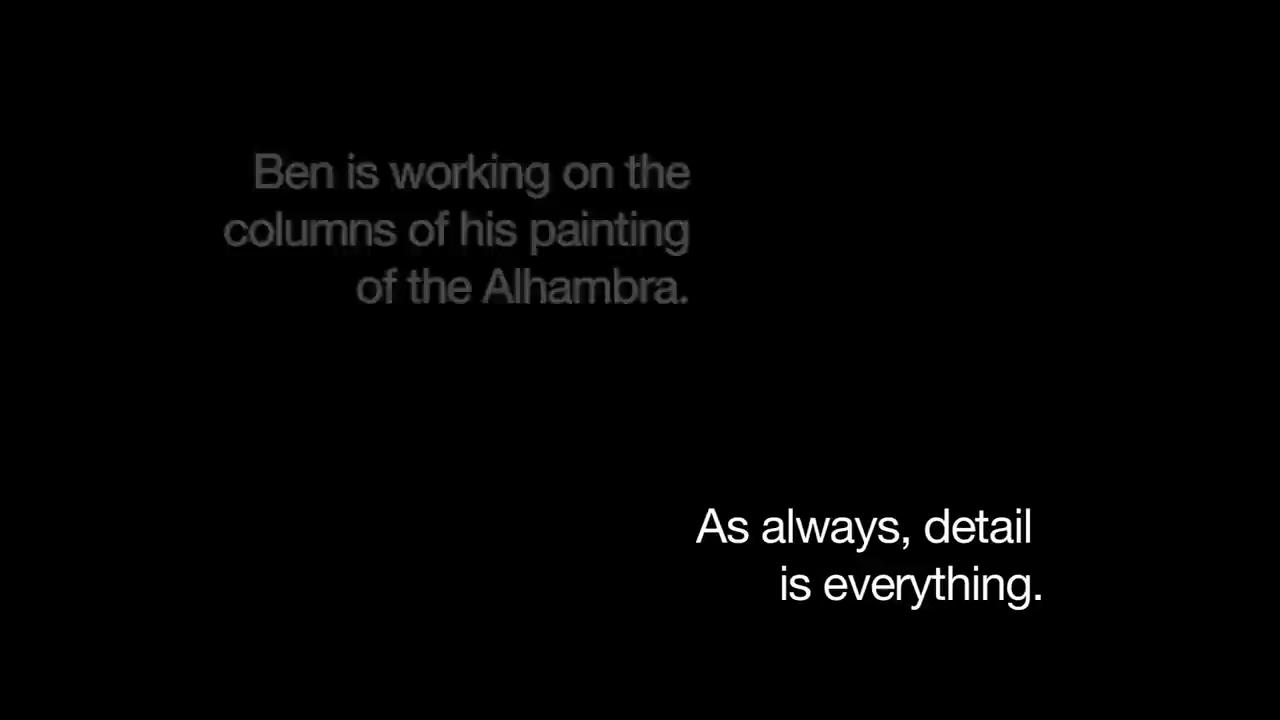 Ben is working on the
columns of his painting
of the Alhambra.
As always, detail
is everything.